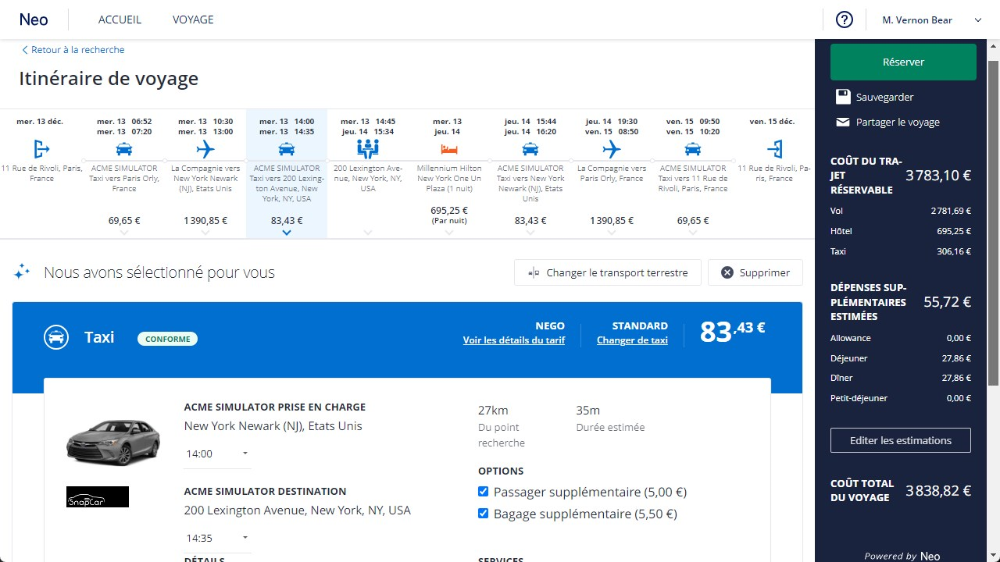 Neo
ACCUEIL
VOYAGE
M. Vernon Bear
Retour à la recherche
Itinéraire de voyage
mer. 13 déc.
11 Rue de Rivoli, Paris,
France
mer. 13 06:52
mer. 13 07:20
ACME SIMULATOR
Taxi vers Paris Orly,
France
69,65 €
mer. 13 10:30
mer. 13 13:00
La Compagnie vers
New York Newark
(NJ), Etats Unis
1 390,85 €
mer. 13 14:00
mer. 13 14:35
ACME SIMULATOR
Taxi vers 200 Lexing-
ton Avenue, New
York, NY, USA
83,43 €
mer. 13 14:45
jeu. 14 15:34
200 Lexington Ave-
nue, New York, NY,
USA
mer. 13
jeu. 14
Millennium Hilton
New York One Un
Plaza (1 nuit)
695,25 €
(Par nuit)
jeu. 14 15:44
jeu. 14 16:20
ACME SIMULATOR
Taxi vers New York
Newark (NJ), Etats
Unis
83,43 €
jeu. 14 19:30
ven. 15 08:50
La Compagnie vers
Paris Orly, France
1 390,85 €
ven. 15 09:50
ven. 15 10:20
ACME SIMULATOR
Taxi vers 11 Rue de
Rivoli, Paris, France
69,65 €
ven. 15 déc.
11 Rue de Rivoli, Pa-
ris, France
Nous avons sélectionné pour vous
Changer le transport terrestre
Supprimer
Taxi
CONFORME
NEGO
Voir les détails du tarif
STANDARD
Changer de taxi
83,43 €
ACME SIMULATOR PRISE EN CHARGE
New York Newark (NJ), Etats Unis
14:00
SnapCar
ACME SIMULATOR DESTINATION
200 Lexington Avenue, New York, NY, USA
14:35
DÉTAILS
27km
Du point
recherche
35m
Durée estimée
OPTIONS
Passager supplémentaire (5,00 €)
Bagage supplémentaire (5,50 €)
SERVICES
Réserver
Sauvegarder
Partager le voyage
COÛT DU TRA-
JET
RÉSERVABLE
3 783,10 €
Vol 2 781,69 €
Hôtel 695,25 €
Taxi 306,16 €
DÉPENSES SUP-
PLÉMENTAIRES
ESTIMÉES
55,72 €
Allowance 0,00 €
Déjeuner 27,86 €
Dîner 27,86 €
Petit-déjeuner 0,00 €
Editer les estimations
COÛT TOTAL
DU VOYAGE
3 838,82 €
Powered by Neo